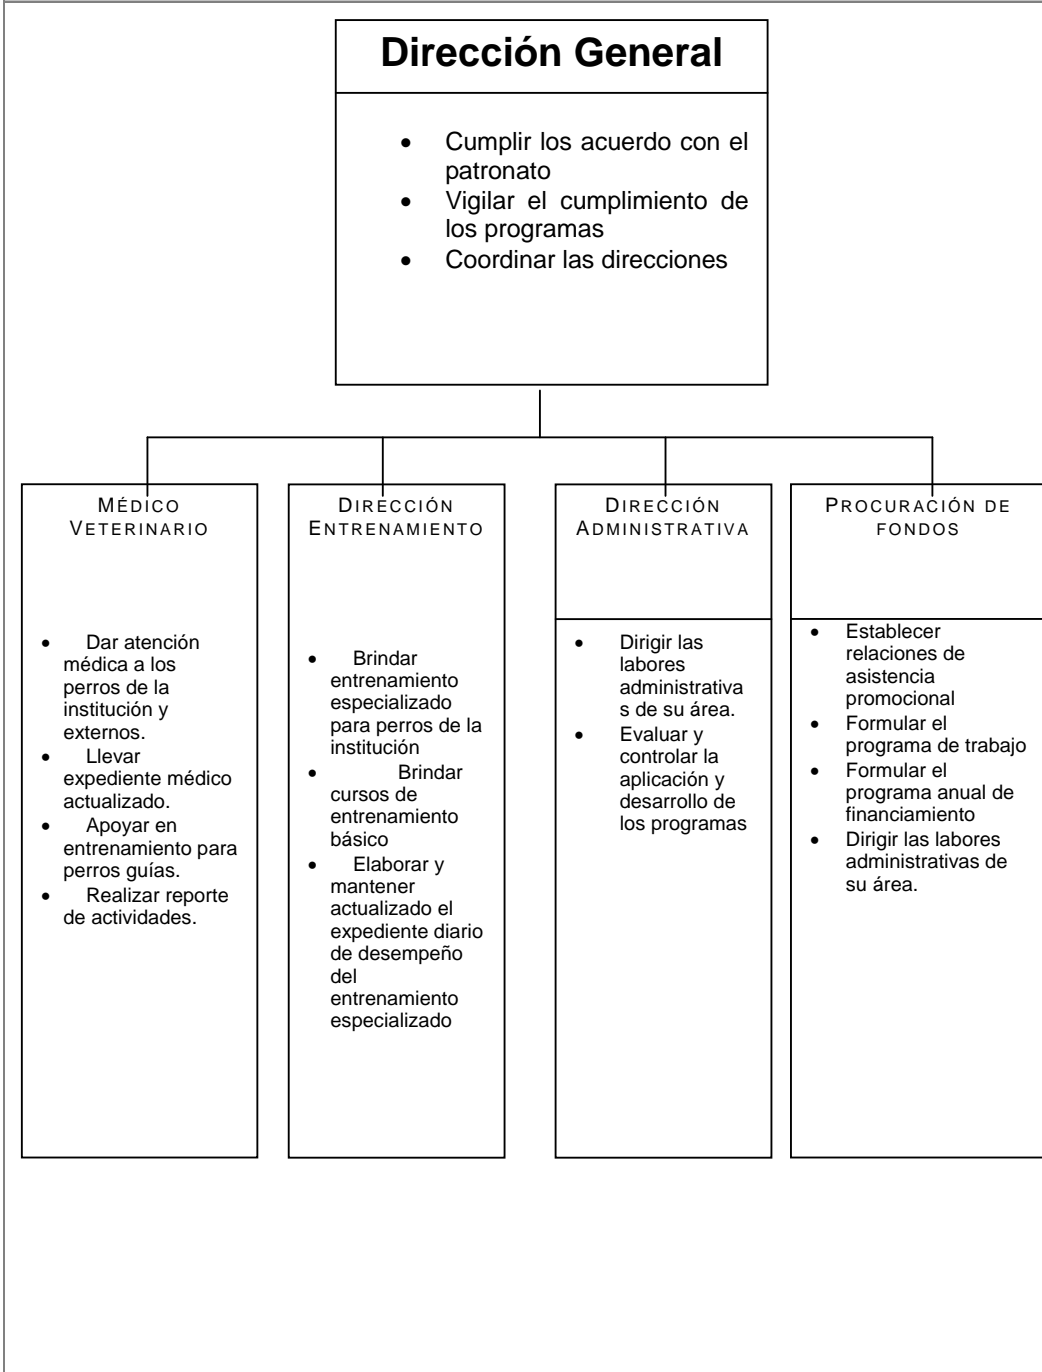 Dirección General
• Cumplir los acuerdo con el
patronato
• Vigilar el cumplimiento de
los programas
• Coordinar las direcciones
MÉDICO
VETERINARIO
• Dar atención
médica a los
perros de la
institución y
externos.
• Llevar
expediente médico
actualizado.
• Apoyar en
entrenamiento para
perros guías.
• Realizar reporte
de actividades.
DIRECCIÓN
ENTRENAMIENTO
• Brindar
entrenamiento
especializado
para perros de la
institución
• Brindar
cursos de
entrenamiento
básico
• Elaborar y
mantener
actualizado el
expediente diario
de desempeño
del
entrenamiento
especializado
DIRECCIÓN
ADMINISTRATIVA
• Dirigir las
labores
administrativa
s de su área.
• Evaluar y
controlar la
aplicación y
desarrollo de
los programas
PROCURACIÓN DE
FONDOS
• Establecer
relaciones de
asistencia
promocional
• Formular el
programa de trabajo
• Formular el
programa anual de
financiamiento
• Dirigir las labores
administrativas de
su área.